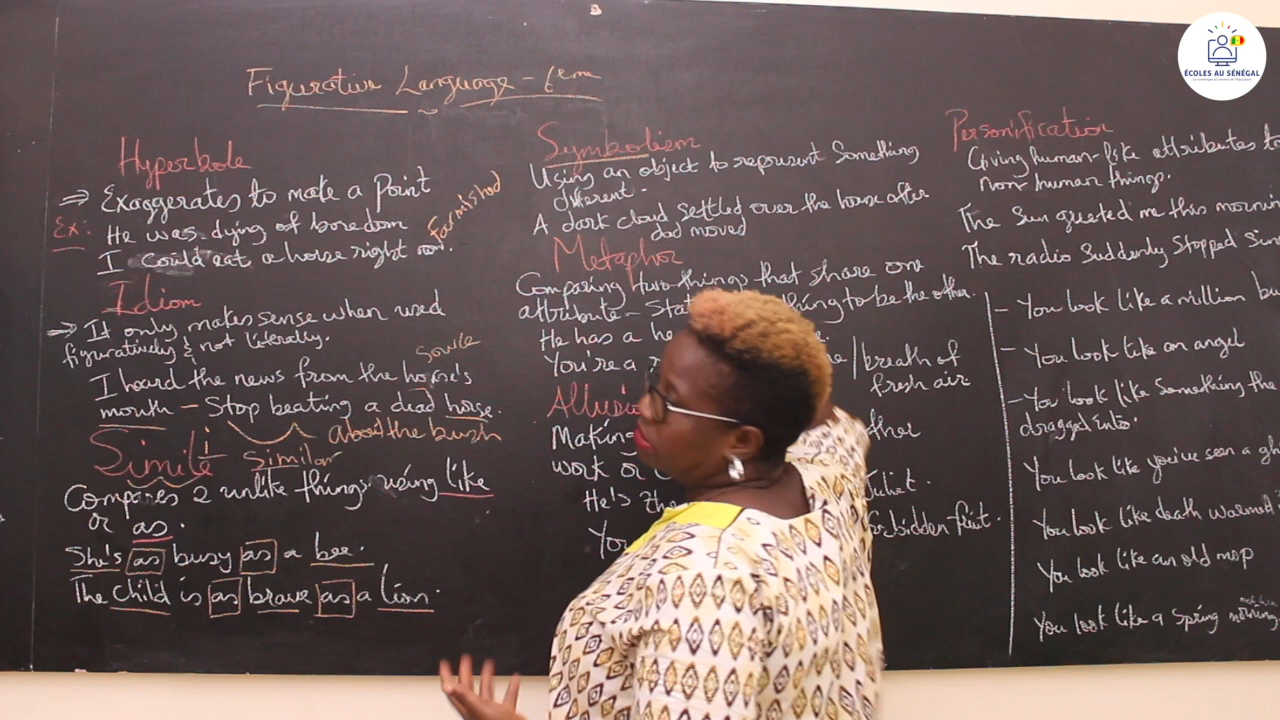 Figurative Language - 6eme
Hyperbole
⇒ Exaggerates to make a Point
Ex: He was dying of boredom
I could eat a horse right now.
Famished
Idiom
⇒ It only makes sense when used
figuratively & not literally.
Source
I heard the news from the horse's
mouth - Stop beating a dead horse.
about the bush
Simile
Similar
Compares 2 unlike things using like
or as.
She's as busy as a bee.
The child is as brave as a lion.
Symbolism
Using an object to represent Something
different.
A dark cloud settled over the house after
dad moved
Metaphor
Comparing two things that share one
attribute - thing to be the other.
He has a
You're a / breath of
fresh air
Making
work or
He's the Juliet.
forbidden fruit.
Personification
Giving human-like attributes to
non human things.
The Sun greeted me this
The radio Suddenly Stopped
- You look like a million
- You look like an angel
- You look like Something the
dragged into.
You look like you've seen a
You look like death warmed
You look like an old mop
You look like a Spring morning
ÉCOLES AU SÉNÉGAL